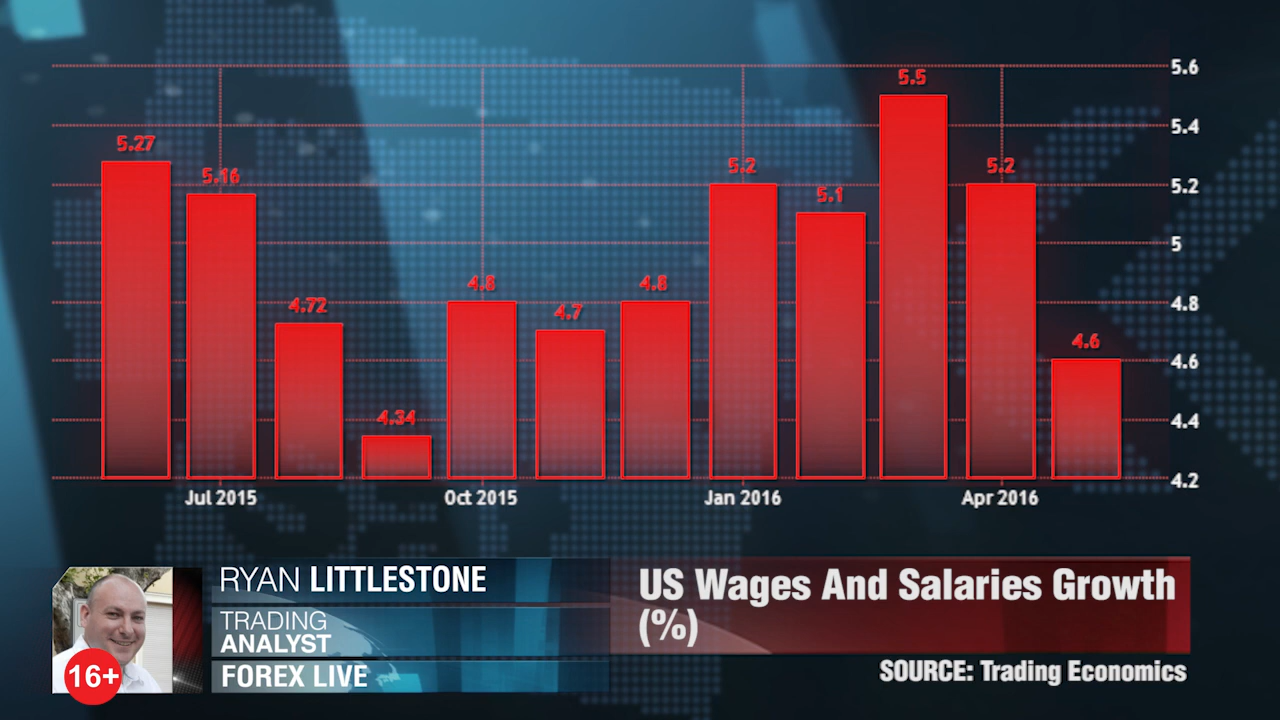 5.6
5.5
5.4
5.27
5.16
5.2
5.2
5.2
5.1
5
4.8
4.8
4.8
4.72
4.7
4.6
4.6
4.34
4.4
4.2
Jul 2015
Oct 2015
Jan 2016
Apr 2016
RYAN LITTLESTONE
TRADING
ANALYST
FOREX LIVE
16+
US Wages And Salaries Growth
(%)
SOURCE: Trading Economics